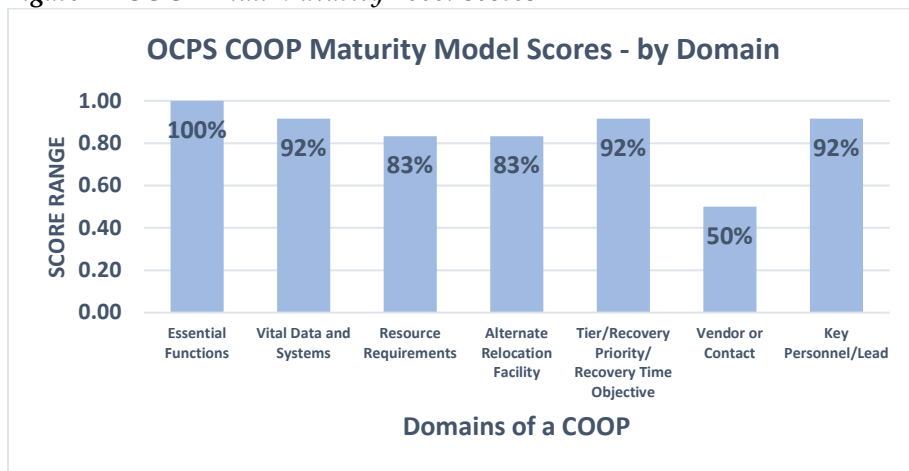 OCPS COOP Maturity Model Scores - by Domain
1.00
0.80
0.60
0.40
0.20
0.00
SCORE RANGE
100%
92%
83%
83%
92%
50%
92%
Essential
Functions
Vital Data and
Systems
Resource
Requirements
Alternate
Relocation
Facility
Tier/Recovery
Priority/
Recovery Time
Objective
Vendor or
Contact
Key
Personnel/Lead
Domains of a COOP